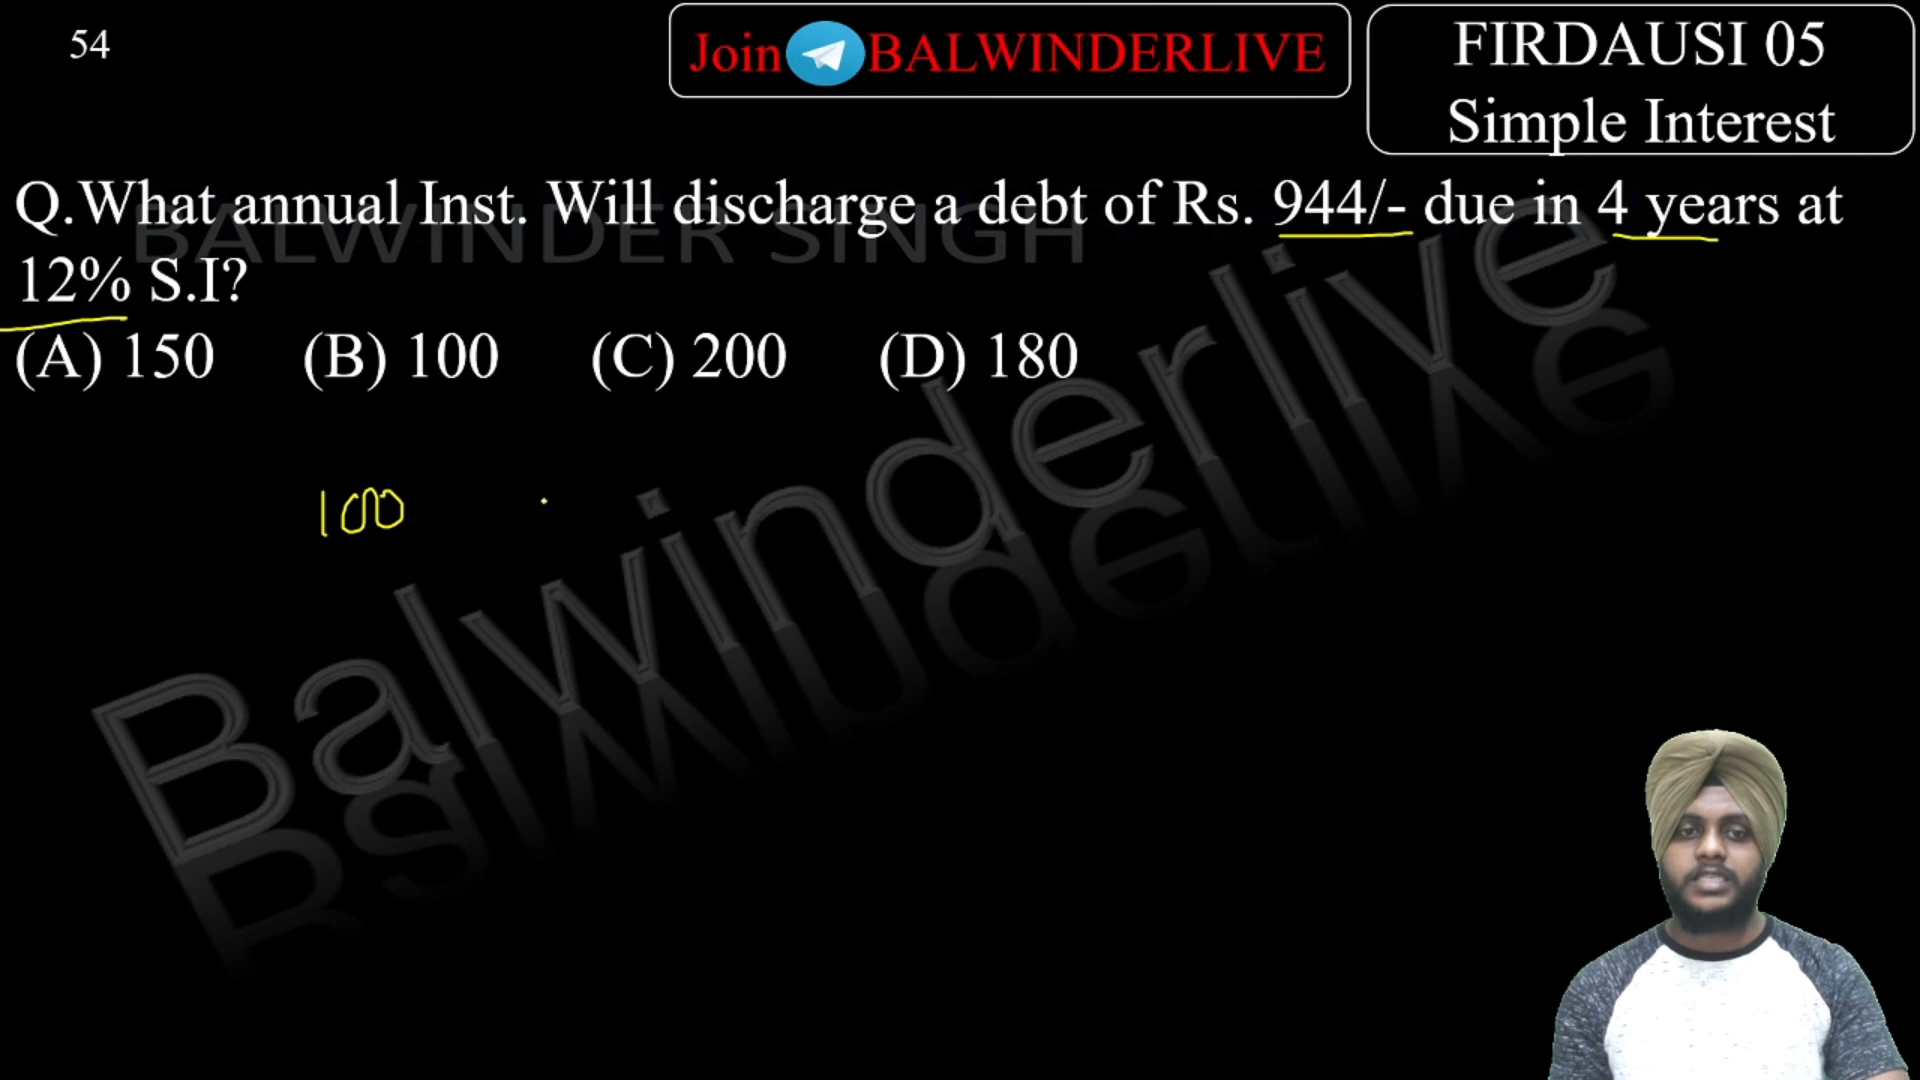 54
Join BALWINDERLIVE
FIRDAUSI 05
Simple Interest
Q.What annual Inst. Will discharge a debt of Rs. 944/- due in 4 years at
12% S.I?
(A) 150 (B) 100 (C) 200 (D) 180
BALWINDER SINGH
100
Balwinderlive